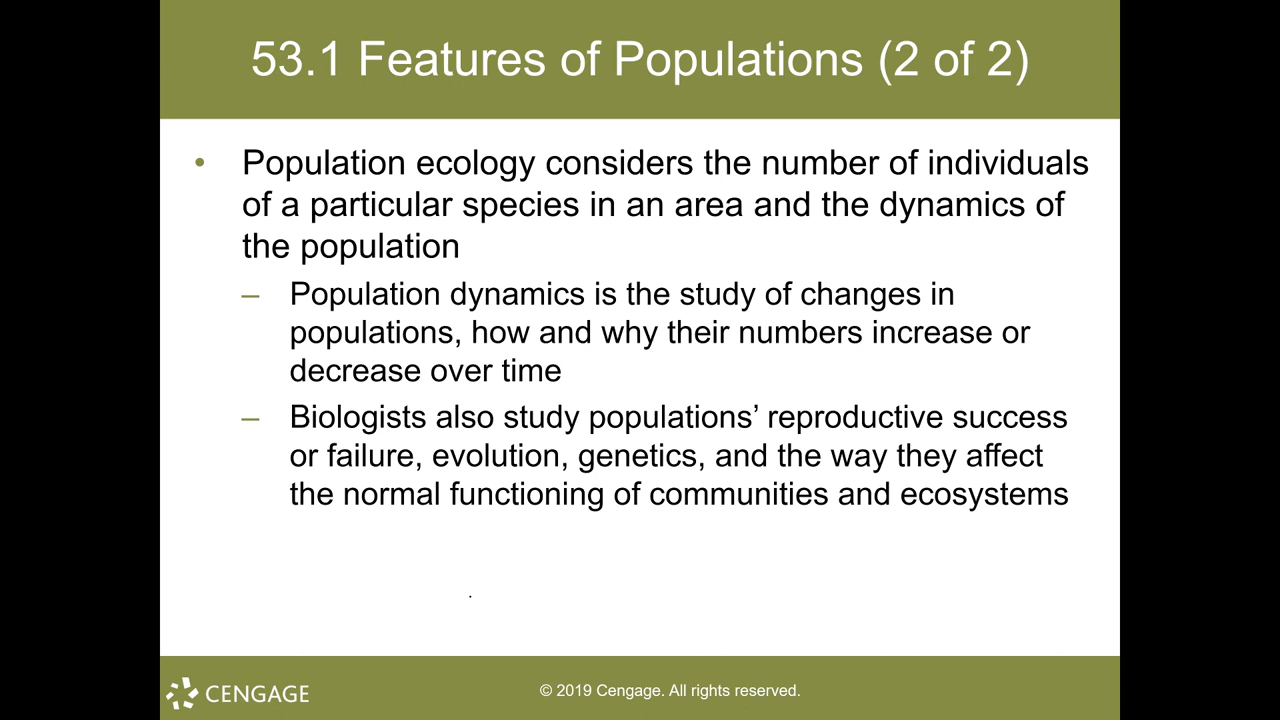 53.1 Features of Populations (2 of 2)
• Population ecology considers the number of individuals
of a particular species in an area and the dynamics of
the population
– Population dynamics is the study of changes in
populations, how and why their numbers increase or
decrease over time
– Biologists also study populations’ reproductive success
or failure, evolution, genetics, and the way they affect
the normal functioning of communities and ecosystems
.
CENGAGE
© 2019 Cengage. All rights reserved.